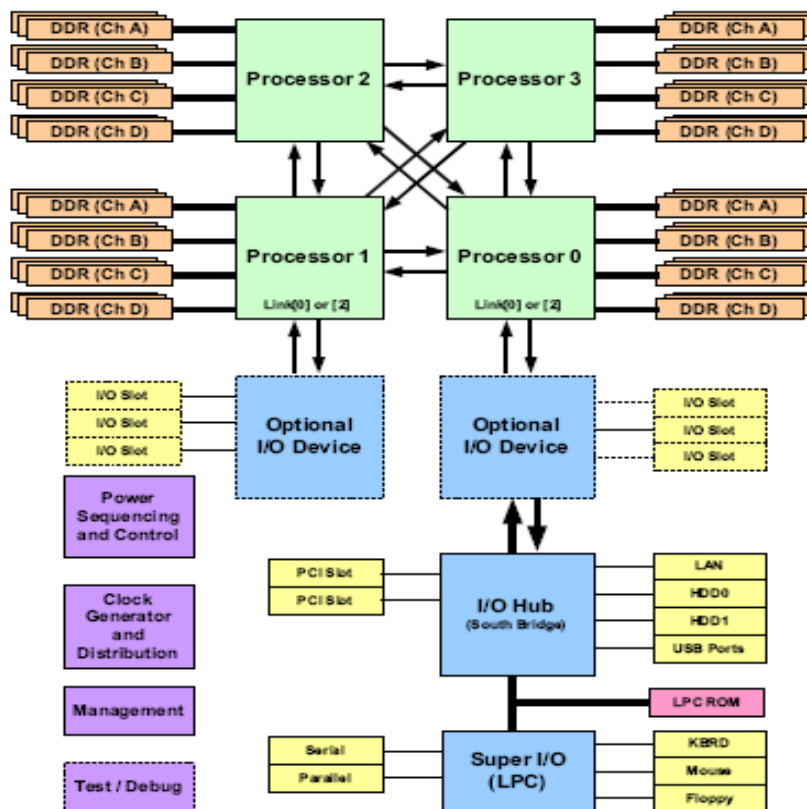 DDR (Ch A)
DDR (Ch B)
DDR (Ch C)
DDR (Ch D)
Processor 2
Processor 3
DDR (Ch A)
DDR (Ch B)
DDR (Ch C)
DDR (Ch D)
DDR (Ch A)
DDR (Ch B)
DDR (Ch C)
DDR (Ch D)
Processor 1
Link[0] or [2]
Processor 0
Link[0] or [2]
DDR (Ch A)
DDR (Ch B)
DDR (Ch C)
DDR (Ch D)
I/O Slot
I/O Slot
I/O Slot
Optional
I/O Device
Optional
I/O Device
I/O Slot
I/O Slot
I/O Slot
Power
Sequencing
and Control
PCI Slot
PCI Slot
I/O Hub
(South Bridge)
LAN
HDD0
HDD1
USB Ports
Clock
Generator
and
Distribution
LPC ROM
Management
Serial
Parallel
Super I/O
(LPC)
KBRD
Mouse
Floppy
Test / Debug